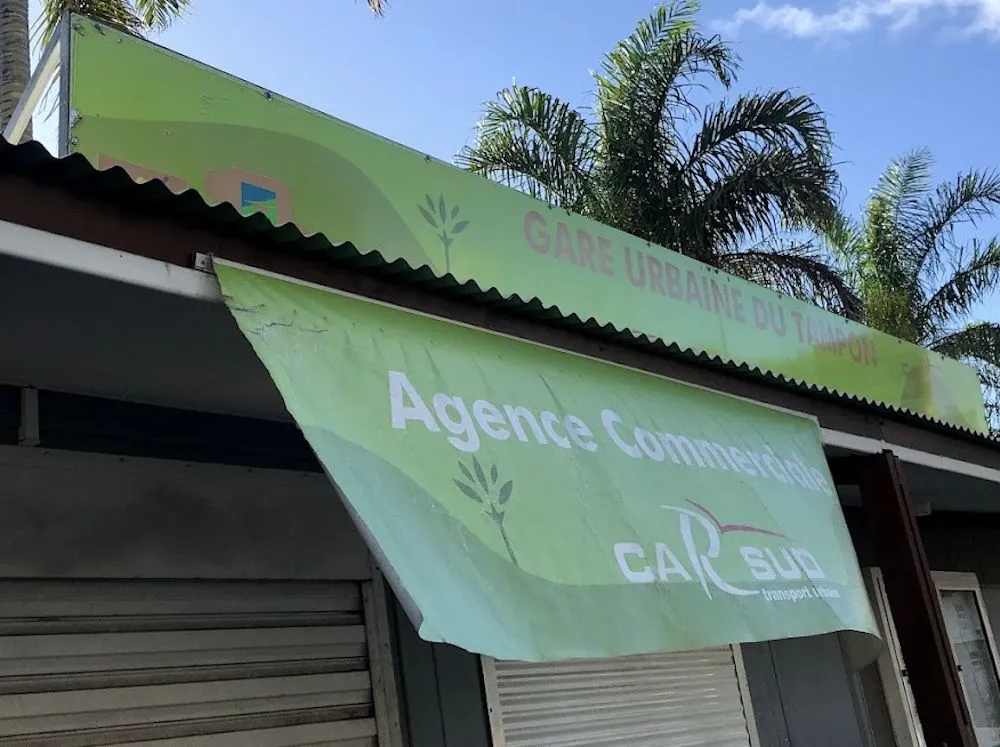 GARE URBAINE DU TAMPON
Agence Commerciale
CAR SUD
transport urbain